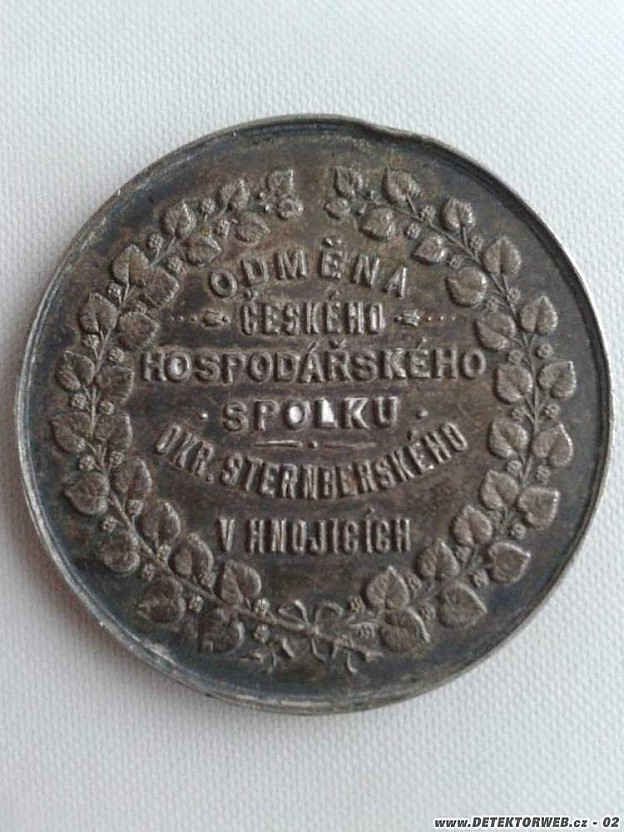 ODMĚNA
ČESKÉHO
HOSPODÁŘSKÉHO
· SPOLKU ·
OKR. STERNBERSKÉHO
V HNOJICÍCH
www.DETEKTORWEB.cz - 02